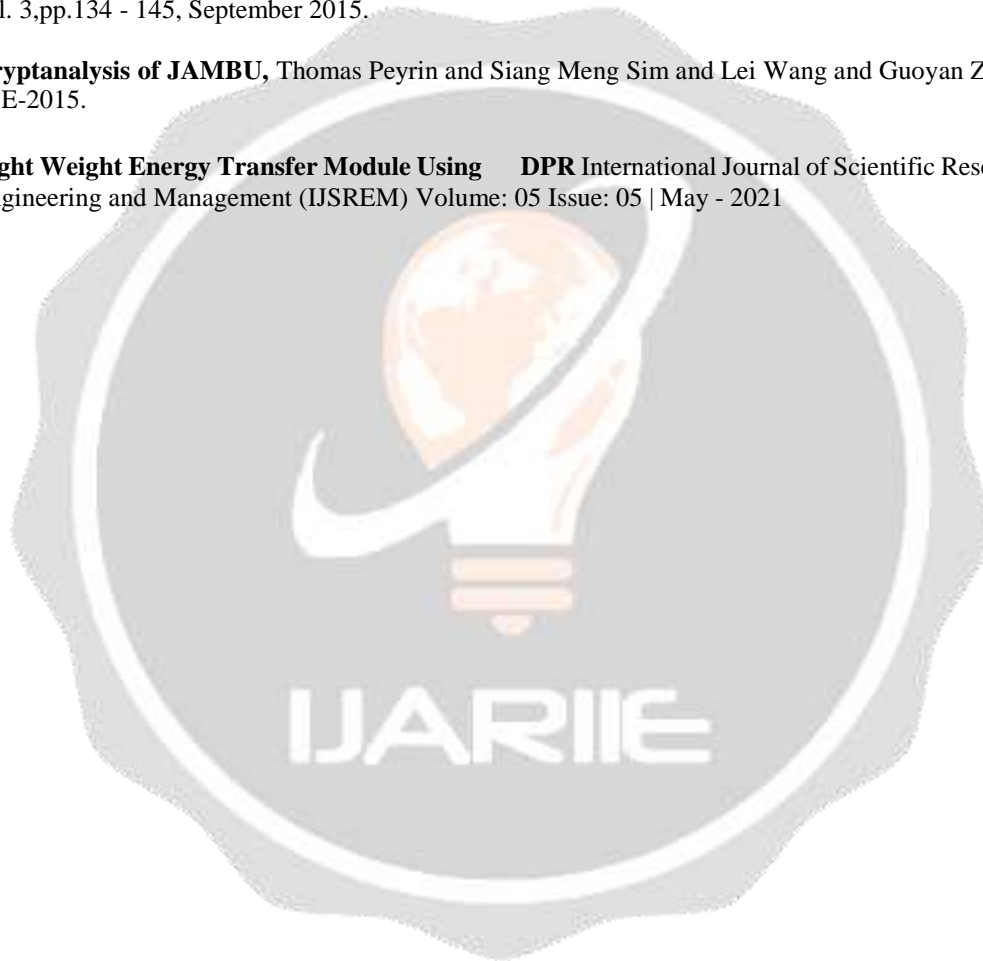 l. 3,pp.134 - 145, September 2015.
ryptanalysis of JAMBU, Thomas Peyrin and Siang Meng Sim and Lei Wang and Guoyan Z
E-2015.
ght Weight Energy Transfer Module Using DPR International Journal of Scientific Rese
gineering and Management (IJSREM) Volume: 05 Issue: 05 | May - 2021
IJARIIE